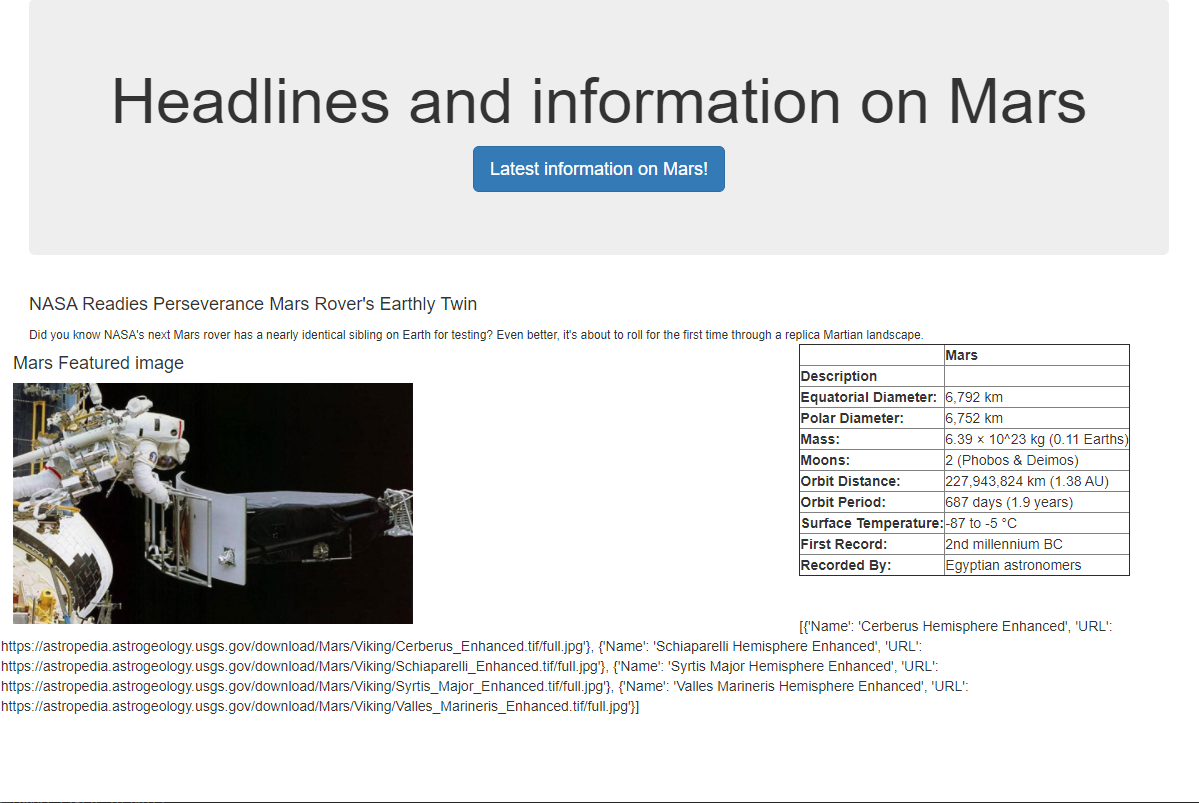 Headlines and information on Mars
Latest information on Mars!
NASA Readies Perseverance Mars Rover's Earthly Twin
Did you know NASA's next Mars rover has a nearly identical sibling on Earth for testing? Even better, it's about to roll for the first time through a replica Martian landscape.
Mars Featured image
Mars
Description
Equatorial Diameter: 6,792 km
Polar Diameter: 6,752 km
Mass: 6.39 × 10^23 kg (0.11 Earths)
Moons: 2 (Phobos & Deimos)
Orbit Distance: 227,943,824 km (1.38 AU)
Orbit Period: 687 days (1.9 years)
Surface Temperature: -87 to -5 °C
First Record: 2nd millennium BC
Recorded By: Egyptian astronomers
[{'Name': 'Cerberus Hemisphere Enhanced', 'URL':
https://astropedia.astrogeology.usgs.gov/download/Mars/Viking/Cerberus_Enhanced.tif/full.jpg'}, {'Name': 'Schiaparelli Hemisphere Enhanced', 'URL':
https://astropedia.astrogeology.usgs.gov/download/Mars/Viking/Schiaparelli_Enhanced.tif/full.jpg'}, {'Name': 'Syrtis Major Hemisphere Enhanced', 'URL':
https://astropedia.astrogeology.usgs.gov/download/Mars/Viking/Syrtis_Major_Enhanced.tif/full.jpg'}, {'Name': 'Valles Marineris Hemisphere Enhanced', 'URL':
https://astropedia.astrogeology.usgs.gov/download/Mars/Viking/Valles_Marineris_Enhanced.tif/full.jpg'}]